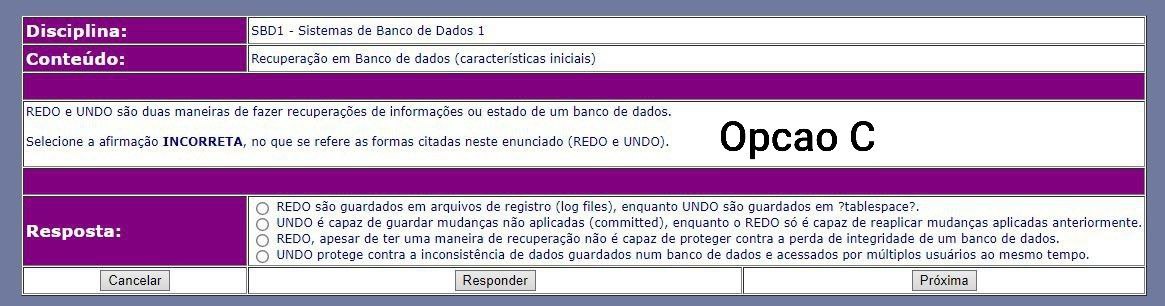 Disciplina: SBD1 - Sistemas de Banco de Dados 1
Conteúdo: Recuperação em Banco de dados (características iniciais)
REDO e UNDO são duas maneiras de fazer recuperações de informações ou estado de um banco de dados.
Selecione a afirmação INCORRETA, no que se refere as formas citadas neste enunciado (REDO e UNDO).
Opcao C
Resposta:
REDO são guardados em arquivos de registro (log files), enquanto UNDO são guardados em ?tablespace?.
UNDO é capaz de guardar mudanças não aplicadas (committed), enquanto o REDO só é capaz de reaplicar mudanças aplicadas anteriormente.
REDO, apesar de ter uma maneira de recuperação não é capaz de proteger contra a perda de integridade de um banco de dados.
UNDO protege contra a inconsistência de dados guardados num banco de dados e acessados por múltiplos usuários ao mesmo tempo.
Cancelar Responder Próxima